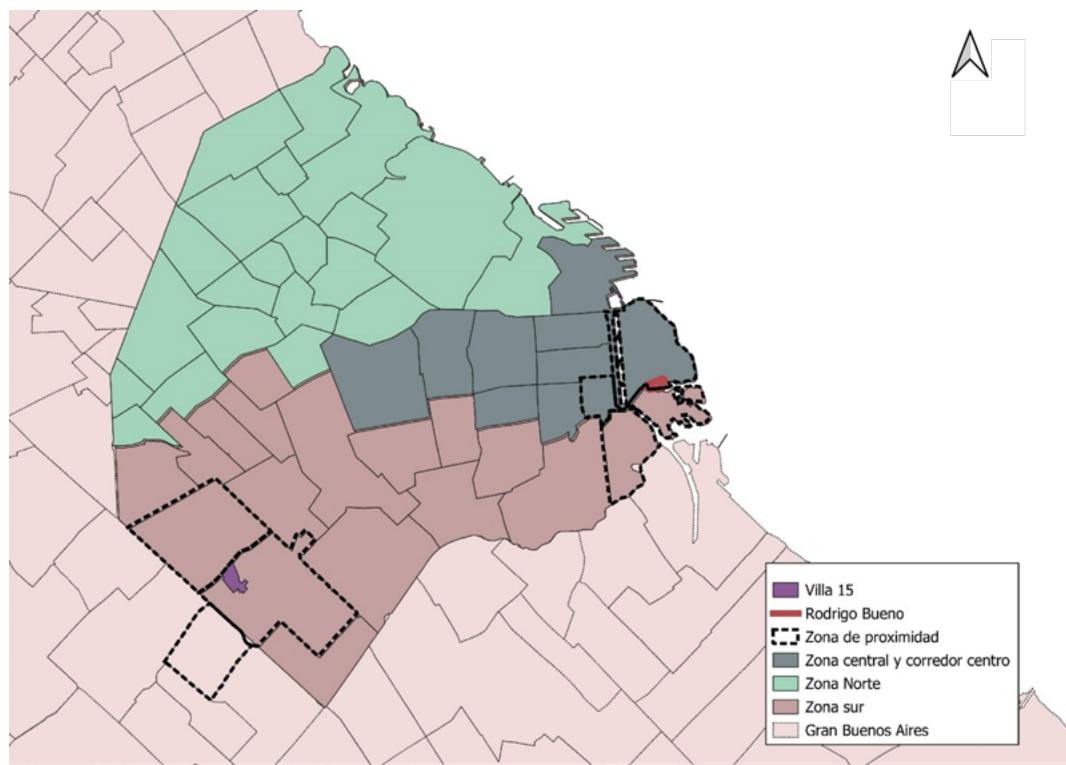 Villa 15
Rodrigo Bueno
Zona de proximidad
Zona central y corredor centro
Zona Norte
Zona sur
Gran Buenos Aires